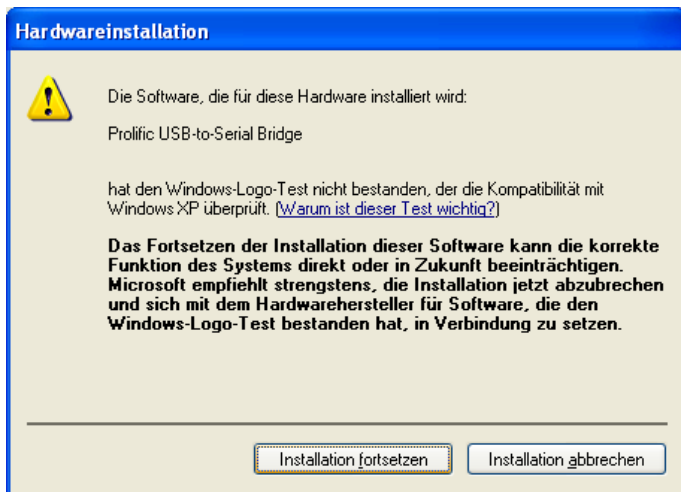 Hardwareinstallation
Die Software, die für diese Hardware installiert wird:
Prolific USB-to-Serial Bridge
hat den Windows-Logo-Test nicht bestanden, der die Kompatibilität mit
Windows XP überprüft. (Warum ist dieser Test wichtig?)
Das Fortsetzen der Installation dieser Software kann die korrekte
Funktion des Systems direkt oder in Zukunft beeinträchtigen.
Microsoft empfiehlt strengstens, die Installation jetzt abzubrechen
und sich mit dem Hardwarehersteller für Software, die den
Windows-Logo-Test bestanden hat, in Verbindung zu setzen.
Installation fortsetzen Installation abbrechen